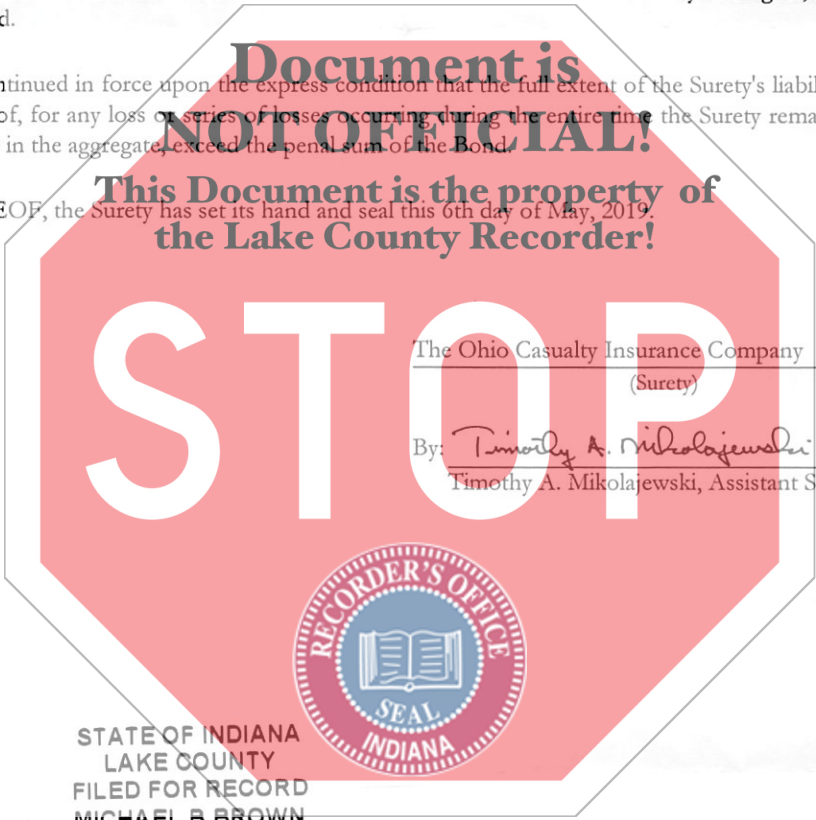 d.
Document is
ntinued in force upon the express condition that the full extent of the Surety's liabil
of, for any loss or series of losses occurring during the entire time the Surety rema
NOT OFFICIAL!
in the aggregate, exceed the penal sum of the Bond.
This Document is the property of
EOF, the Surety has set its hand and seal this 6th day of May, 2019.
the Lake County Recorder!
STOP
The Ohio Casualty Insurance Company
(Surety)
By: Timothy A. Mikolajewski
Timothy A. Mikolajewski, Assistant S
RECORDER'S OFFICE
SEAL
INDIANA
STATE OF INDIANA
LAKE COUNTY
FILED FOR RECORD
MICHAEL B BROWN